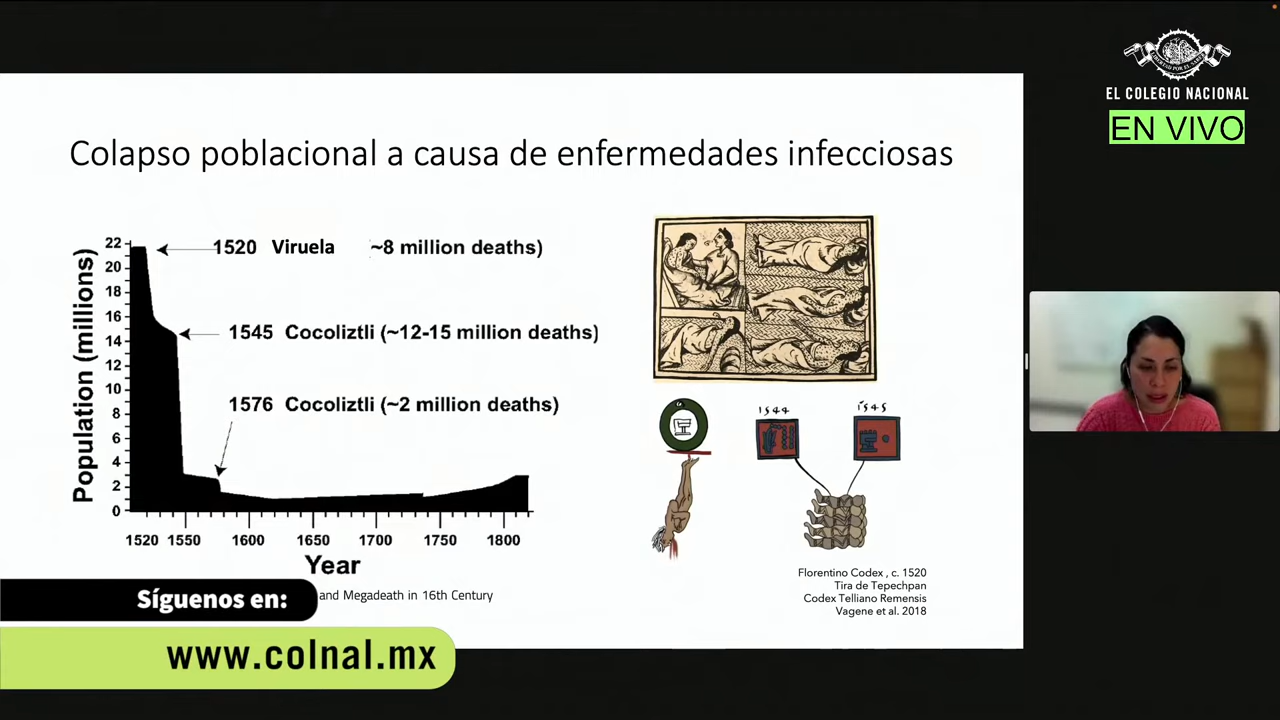 EL COLEGIO NACIONAL
EN VIVO
Colapso poblacional a causa de enfermedades infecciosas
Population (millions)
22
20
18
16
14
12
10
8
6
4
2
0
1520 Viruela ~8 million deaths)
1545 Cocoliztli (~12-15 million deaths)
1576 Cocoliztli (~2 million deaths)
1520 1550 1600 1650 1700 1750 1800
Year
and Megadeath in 16th Century
1544
1545
Florentino Codex , c. 1520
Tira de Tepechpan
Codex Telliano Remensis
Vagene et al. 2018
Síguenos en:
www.colnal.mx